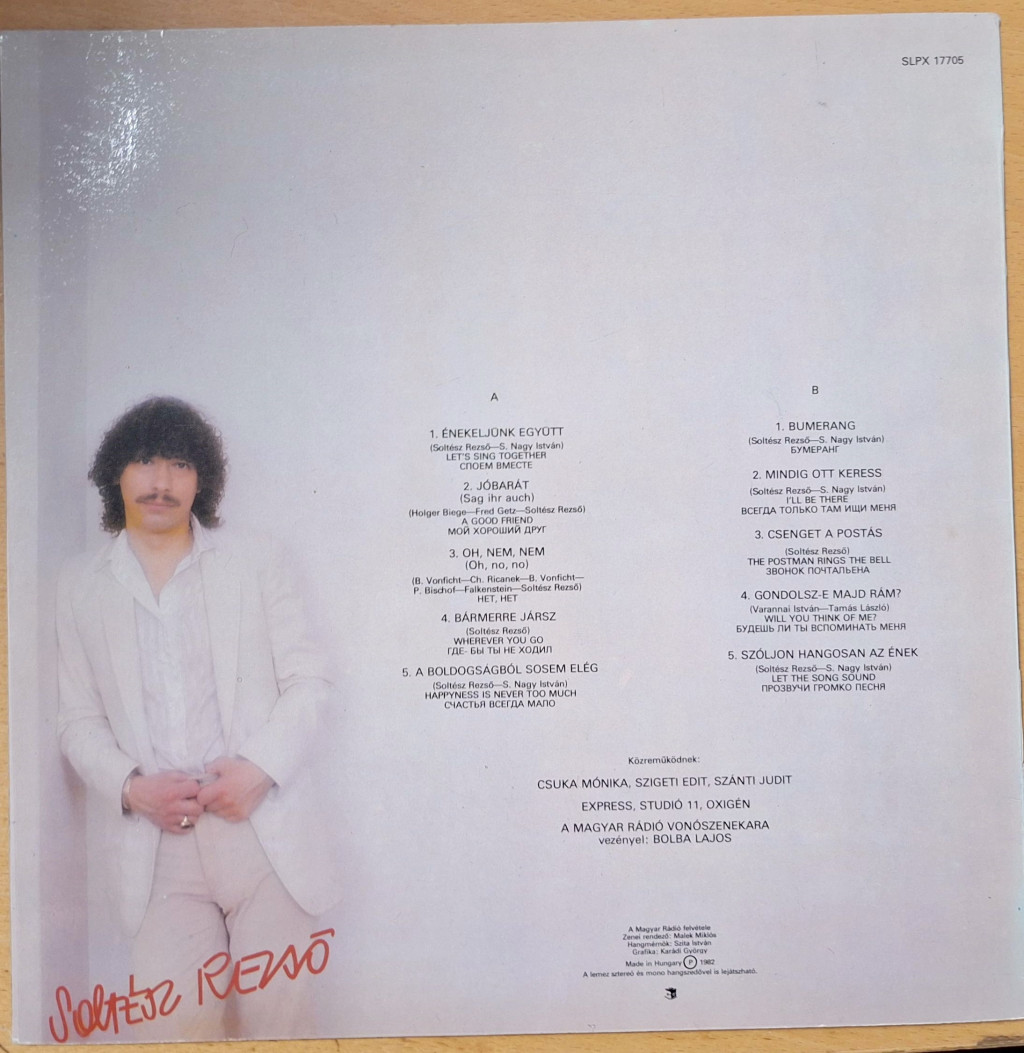 SLPX 17705
A
1. ÉNEKELJÜNK EGYÜTT
(Soltész Rezső—S. Nagy István)
LET'S SING TOGETHER
СПОЕМ ВМЕСТЕ
2. JÓBARÁT
(Sag ihr auch)
(Holger Biege—Fred Getz—Soltész Rezső)
A GOOD FRIEND
МОЙ ХОРОШИЙ ДРУГ
3. OH, NEM, NEM
(Oh, no, no)
(B. Vonficht—Ch. Ricanek—B. Vonficht—
P. Bischof—Falkenstein—Soltész Rezső)
НЕТ, НЕТ
4. BÁRMERRE JÁRSZ
(Soltész Rezső)
WHEREVER YOU GO
ГДЕ- БЫ ТЫ НЕ ХОДИЛ
5. A BOLDOGSÁGBÓL SOSEM ELÉG
(Soltész Rezső—S. Nagy István)
HAPPYNESS IS NEVER TOO MUCH
СЧАСТЬЯ ВСЕГДА МАЛО
B
1. BUMERANG
(Soltész Rezső—S. Nagy István)
БУМЕРАНГ
2. MINDIG OTT KERESS
(Soltész Rezső—S. Nagy István)
I'LL BE THERE
ВСЕГДА ТОЛЬКО ТАМ ИЩИ МЕНЯ
3. CSENGET A POSTÁS
(Soltész Rezső)
THE POSTMAN RINGS THE BELL
ЗВОНОК ПОЧТАЛЬЕНА
4. GONDOLSZ-E MAJD RÁM?
(Varannai István—Tamás László)
WILL YOU THINK OF ME?
БУДЕШЬ ЛИ ТЫ ВСПОМИНАТЬ МЕНЯ
5. SZÓLJON HANGOSAN AZ ÉNEK
(Soltész Rezső—S. Nagy István)
LET THE SONG SOUND
ПРОЗВУЧИ ГРОМКО ПЕСНЯ
Közreműködnek:
CSUKA MÓNIKA, SZIGETI EDIT, SZÁNTI JUDIT
EXPRESS, STUDIÓ 11, OXIGÉN
A MAGYAR RÁDIÓ VONÓSZENEKARA
vezényel: BOLBA LAJOS
A Magyar Rádió felvétele
Zenei rendező: Malek Miklós
Hangmérnök: Szita István
Grafika: Karádi György
Made in Hungary Ⓟ 1982
A lemez sztereó és mono hangszedővel is lejátszható.
SOLTÉSZ REZSŐ